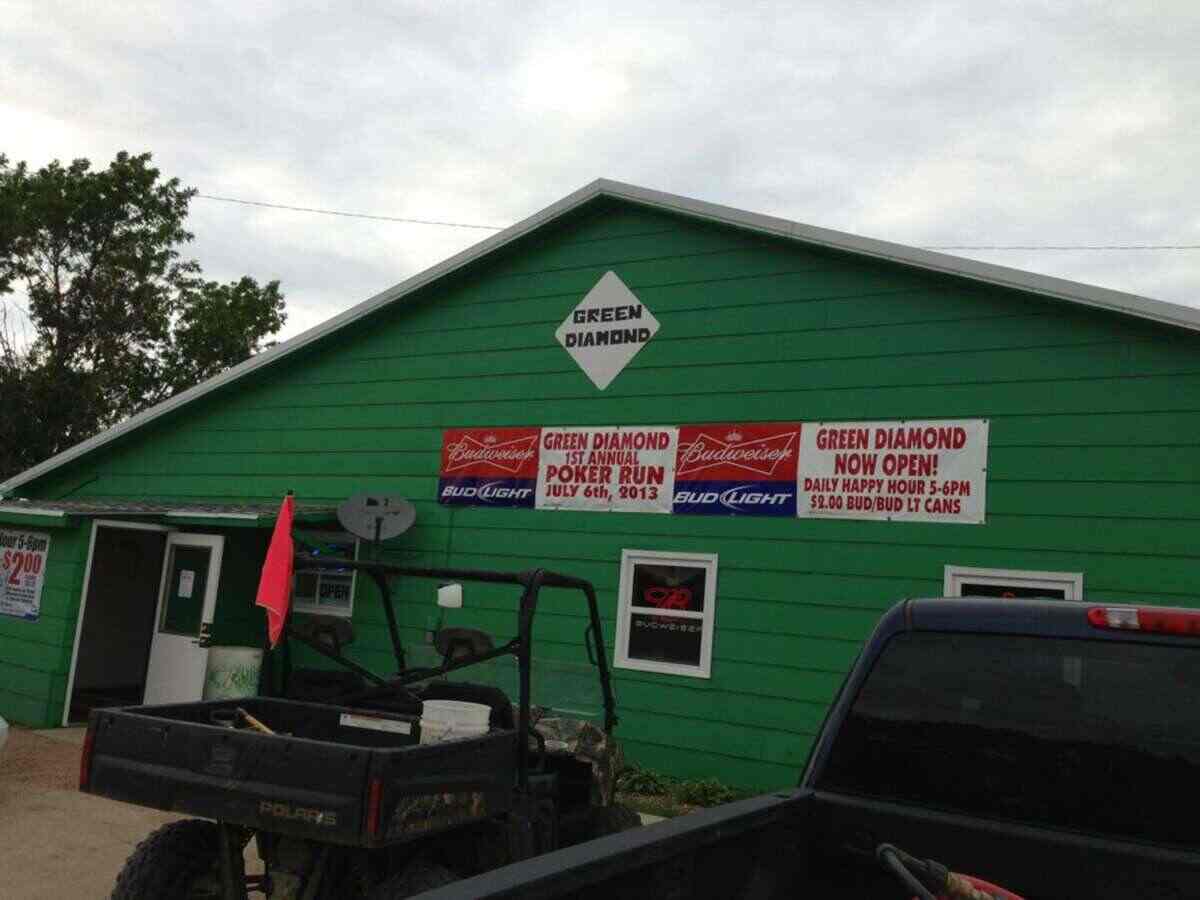 GREEN
DIAMOND
Budweiser
BUD LIGHT
GREEN DIAMOND
1ST ANNUAL
POKER RUN
JULY 6th, 2013
Budweiser
BUD LIGHT
GREEN DIAMOND
NOW OPEN!
DAILY HAPPY HOUR 5-6PM
$2.00 BUD/BUD LT CANS
our 5-6pm
$2.00
OPEN
BUDWEISER
POLARIS